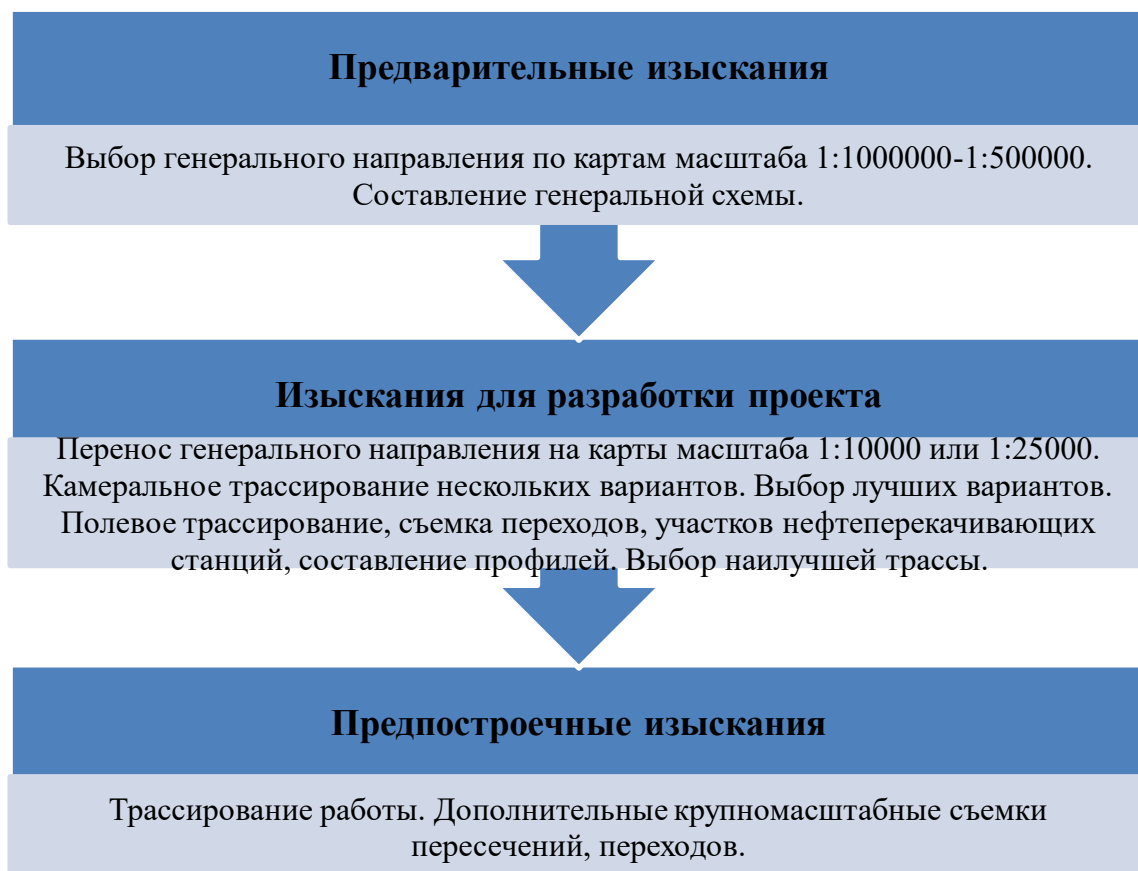 Предварительные изыскания
Выбор генерального направления по картам масштаба 1:1000000-1:500000.
Составление генеральной схемы.
Изыскания для разработки проекта
Перенос генерального направления на карты масштаба 1:10000 или 1:25000.
Камеральное трассирование нескольких вариантов. Выбор лучших вариантов.
Полевое трассирование, съемка переходов, участков нефтеперекачивающих
станций, составление профилей. Выбор наилучшей трассы.
Предпостроечные изыскания
Трассирование работы. Дополнительные крупномасштабные съемки
пересечений, переходов.